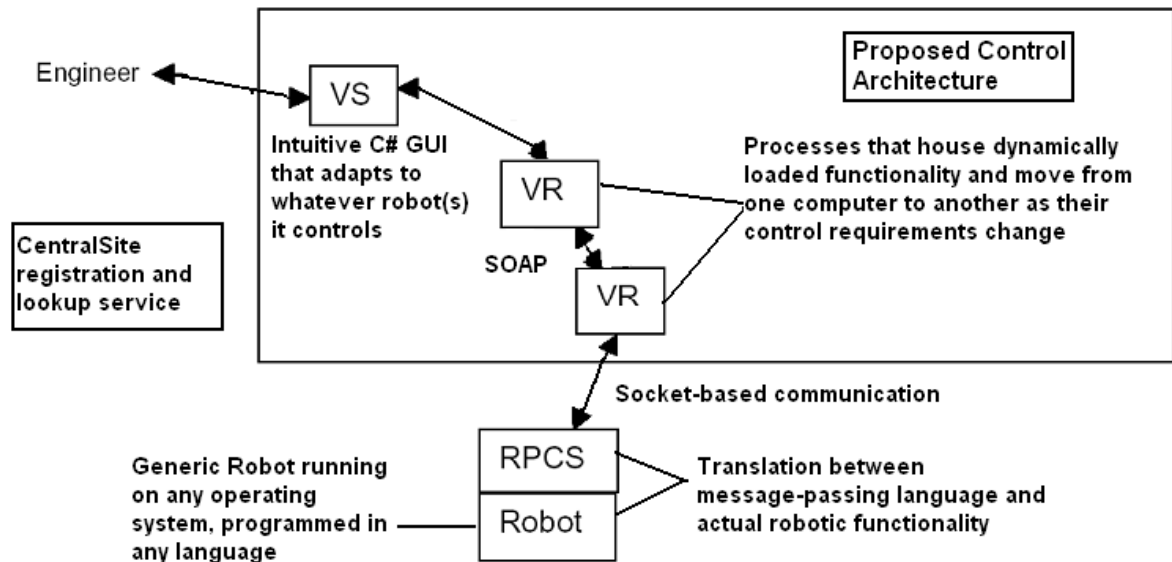 Proposed Control
Architecture
Engineer
VS
Intuitive C# GUI
that adapts to
whatever robot(s)
it controls
VR
Processes that house dynamically
loaded functionality and move from
one computer to another as their
control requirements change
CentralSite
registration and
lookup service
SOAP
VR
Socket-based communication
RPCS
Robot
Generic Robot running
on any operating
system, programmed in
any language
Translation between
message-passing language and
actual robotic functionality